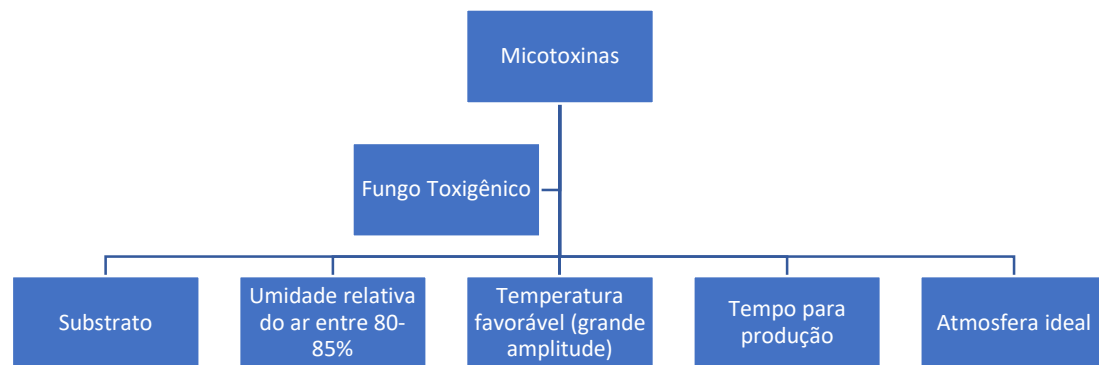 Micotoxinas
Fungo Toxigênico
Substrato
Umidade relativa
do ar entre 80-
85%
Temperatura
favorável (grande
amplitude)
Tempo para
produção
Atmosfera ideal